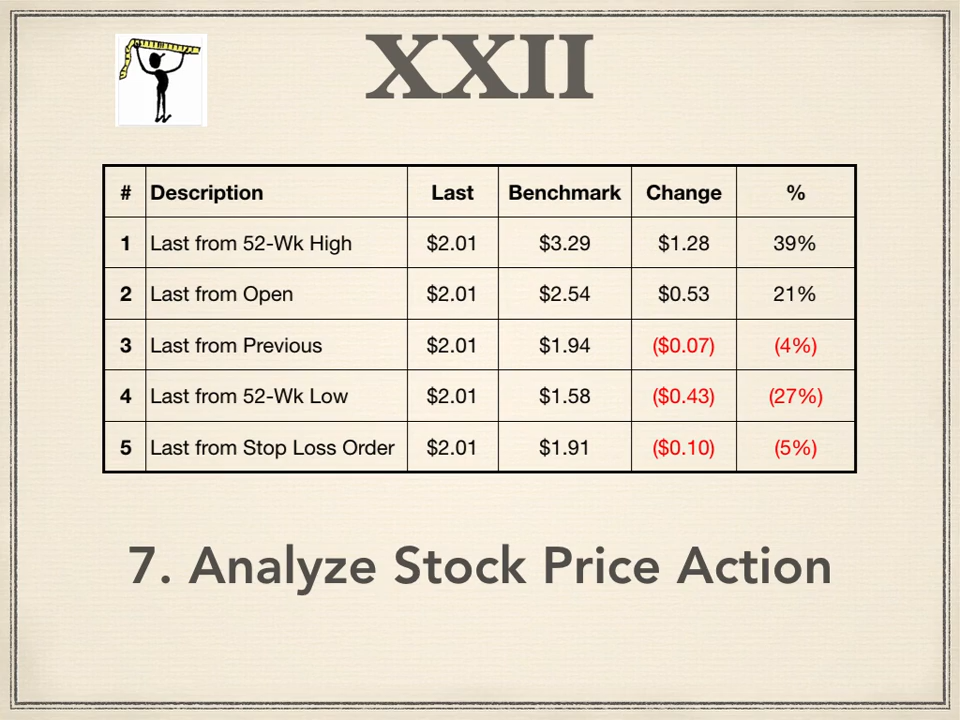 XXII
# Description Last Benchmark Change %
1 Last from 52-Wk High $2.01 $3.29 $1.28 39%
2 Last from Open $2.01 $2.54 $0.53 21%
3 Last from Previous $2.01 $1.94 ($0.07) (4%)
4 Last from 52-Wk Low $2.01 $1.58 ($0.43) (27%)
5 Last from Stop Loss Order $2.01 $1.91 ($0.10) (5%)
7. Analyze Stock Price Action